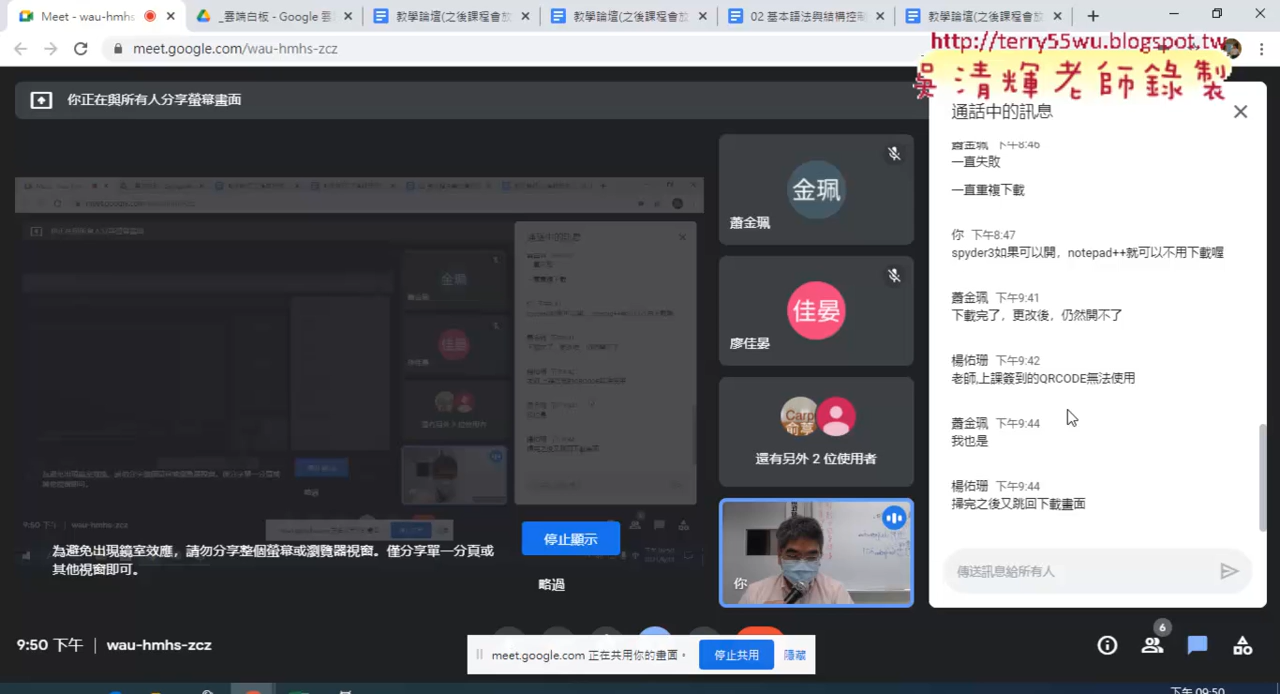 Meet - wau-hmhs
_雲端白板 - Google 雲
教學論壇(之後課程會放
教學論壇(之後課程會放
02 基本語法與結構控制
教學論壇(之後課程會放
meet.google.com/wau-hmhs-zcz
http://terry55wu.blogspot.tw
吳清輝老師錄製
你正在與所有人分享螢幕畫面
通話中的訊息
蕭金珮 下午8:46
一直失敗
一直重複下載
你 下午8:47
spyder3如果可以開，notepad++就可以不用下載喔
蕭金珮 下午9:41
下載完了，更改後，仍然開不了
楊佑珊 下午9:42
老師,上課簽到的QRCODE無法使用
蕭金珮 下午9:44
我也是
楊佑珊 下午9:44
掃完之後又跳回下載畫面
傳送訊息給所有人
金珮
蕭金珮
佳晏
廖佳晏
Carp
俞葶
還有另外 2 位使用者
你
停止顯示
為避免出現鏡室效應，請勿分享整個螢幕或瀏覽器視窗。僅分享單一分頁或
其他視窗即可。
略過
9:50 下午 | wau-hmhs-zcz
meet.google.com 正在共用你的畫面。
停止共用
隱藏
6
下午 09:50